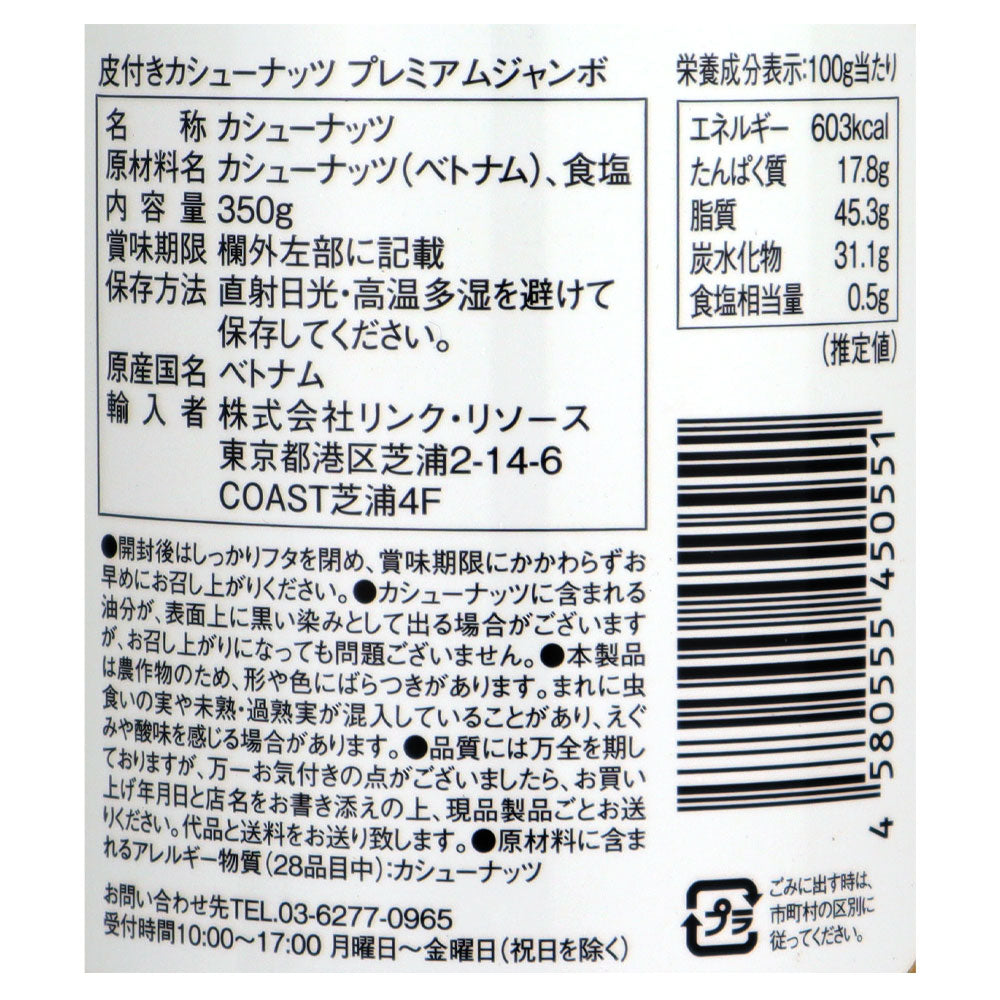 皮付きカシューナッツ プレミアムジャンボ
名称 カシューナッツ
原材料名 カシューナッツ(ベトナム)、食塩
内容量 350g
賞味期限 欄外左部に記載
保存方法 直射日光・高温多湿を避けて
保存してください。
原産国名 ベトナム
輸入者 株式会社リンク・リソース
東京都港区芝浦2-14-6
COAST芝浦4F
●開封後はしっかりフタを閉め、賞味期限にかかわらずお
早めにお召し上がりください。●カシューナッツに含まれる
油分が、表面上に黒い染みとして出る場合がございます
が、お召し上がりになっても問題ございません。●本製品
は農作物のため、形や色にばらつきがあります。まれに虫
食いの実や未熟・過熟実が混入していることがあり、えぐ
みや酸味を感じる場合があります。●品質には万全を期し
ておりますが、万一お気付きの点がございましたら、お買い
上げ年月日と店名をお書き添えの上、現品製品ごとお送
りください。代品と送料をお送り致します。●原材料に含ま
れるアレルギー物質(28品目中):カシューナッツ
お問い合わせ先TEL.03-6277-0965
受付時間10:00～17:00 月曜日～金曜日(祝日を除く)
栄養成分表示:100g当たり
エネルギー 603kcal
たんぱく質 17.8g
脂質 45.3g
炭水化物 31.1g
食塩相当量 0.5g
(推定値)
4 580555 450551
プラ
ごみに出す時は、
市町村の区別に
従ってください。